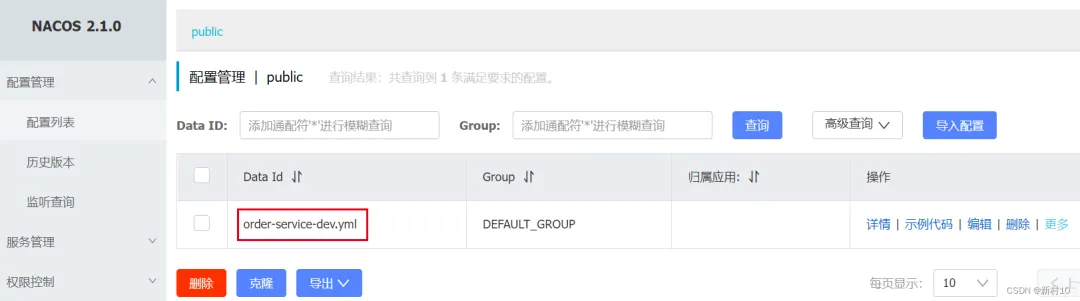 NACOS 2.1.0
public
配置管理
配置管理 | public 查询结果：共查询到 1 条满足要求的配置。
配置列表
Data ID: 添加通配符'*'进行模糊查询 Group: 添加通配符'*'进行模糊查询 查询 高级查询 导入配置
历史版本
Data Id Group 归属应用: 操作
监听查询
order-service-dev.yml DEFAULT_GROUP 详情 | 示例代码 | 编辑 | 删除 | 更多
服务管理
权限控制
删除 克隆 导出 每页显示: 10 < 上
CSDN @新村10